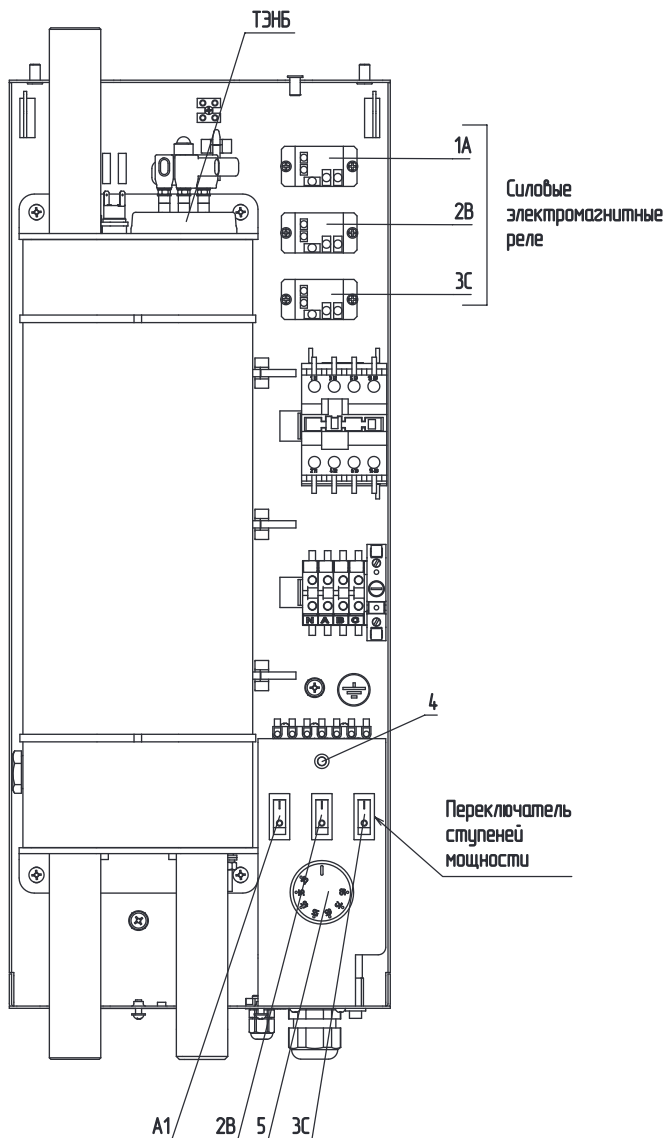 ТЭНБ
1А
2В
3С
Силовые
электромагнитные
реле
N A B C
4
Переключатель
ступеней
мощности
А1
2В
5
3С